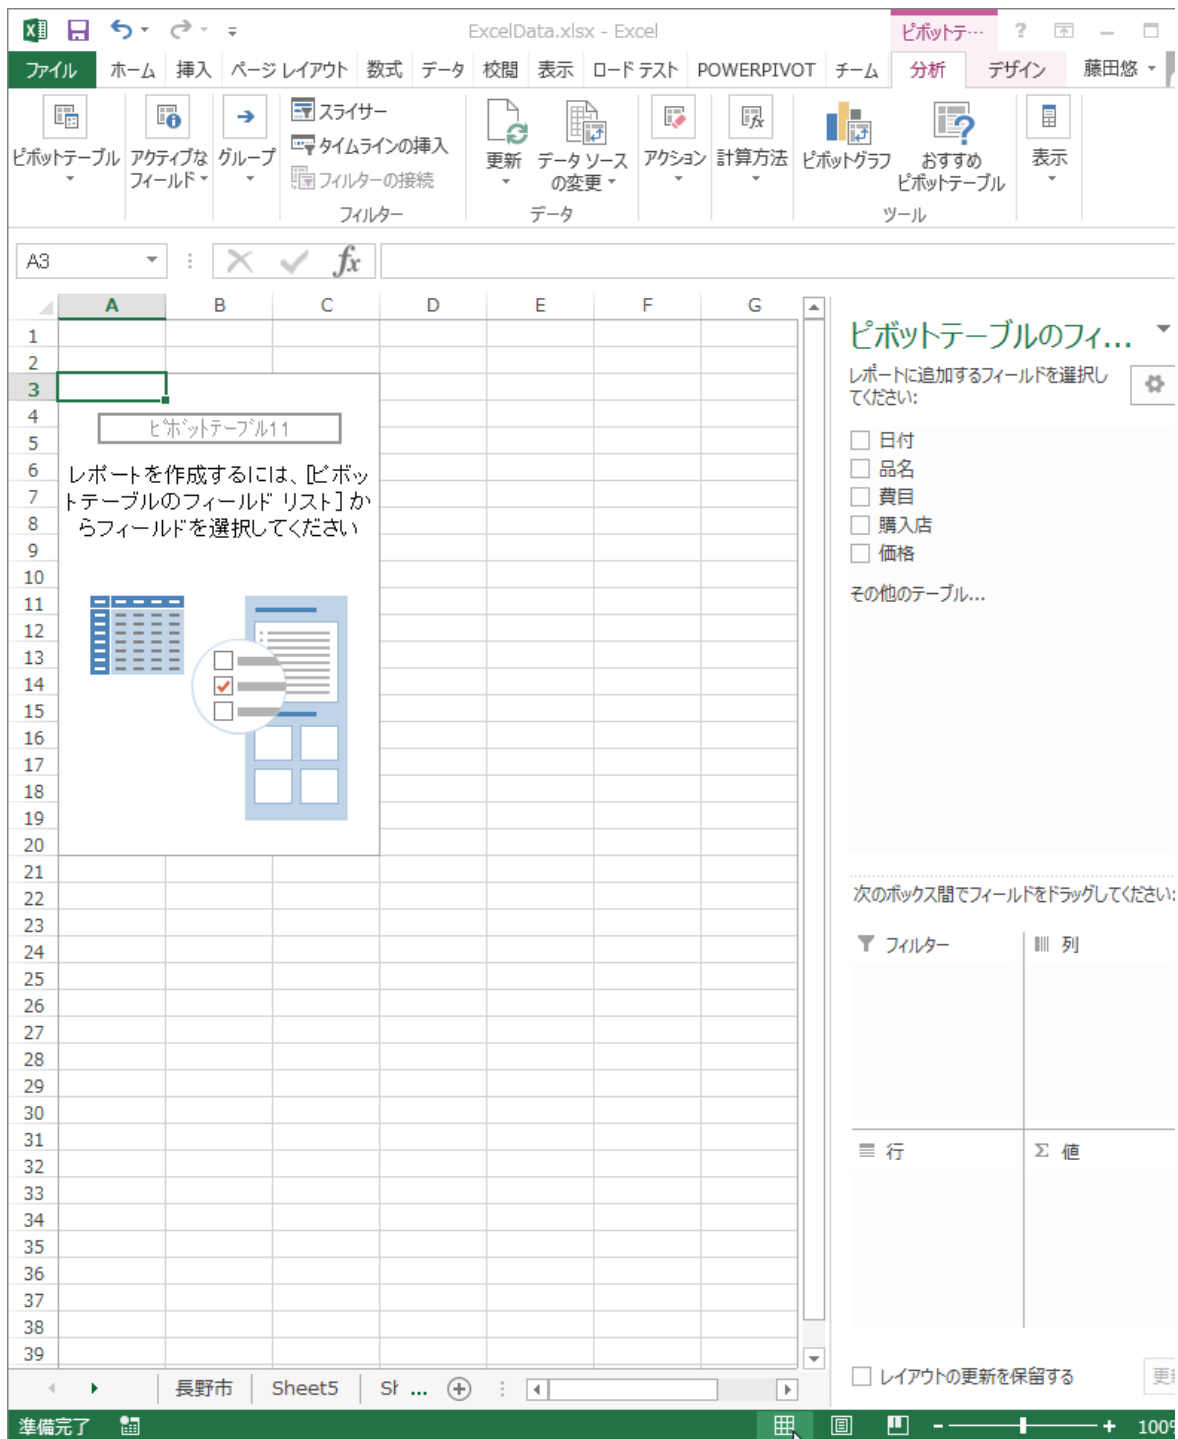 ExcelData.xlsx - Excel
ピボットテ…
?
ファイル ホーム 挿入 ページ レイアウト 数式 データ 校閲 表示 ロード テスト POWERPIVOT チーム 分析 デザイン 藤田悠
ピボットテーブル
アクティブな
フィールド
グループ
スライサー
タイムラインの挿入
フィルターの接続
フィルター
更新
データ ソース
の変更
データ
アクション
計算方法
ピボットグラフ
おすすめ
ピボットテーブル
ツール
表示
A3
fx
A B C D E F G
1
2
3
4
5
6
7
8
9
10
11
12
13
14
15
16
17
18
19
20
21
22
23
24
25
26
27
28
29
30
31
32
33
34
35
36
37
38
39
ピボットテーブル11
レポートを作成するには、[ピボッ
トテーブルのフィールド リスト] か
らフィールドを選択してください
ピボットテーブルのフィ...
レポートに追加するフィールドを選択し
てください:
日付
品名
費目
購入店
価格
その他のテーブル...
次のボックス間でフィールドをドラッグしてください:
フィルター
列
行
Σ 値
レイアウトの更新を保留する
長野市 Sheet5 Sh ...
準備完了
- + 100%